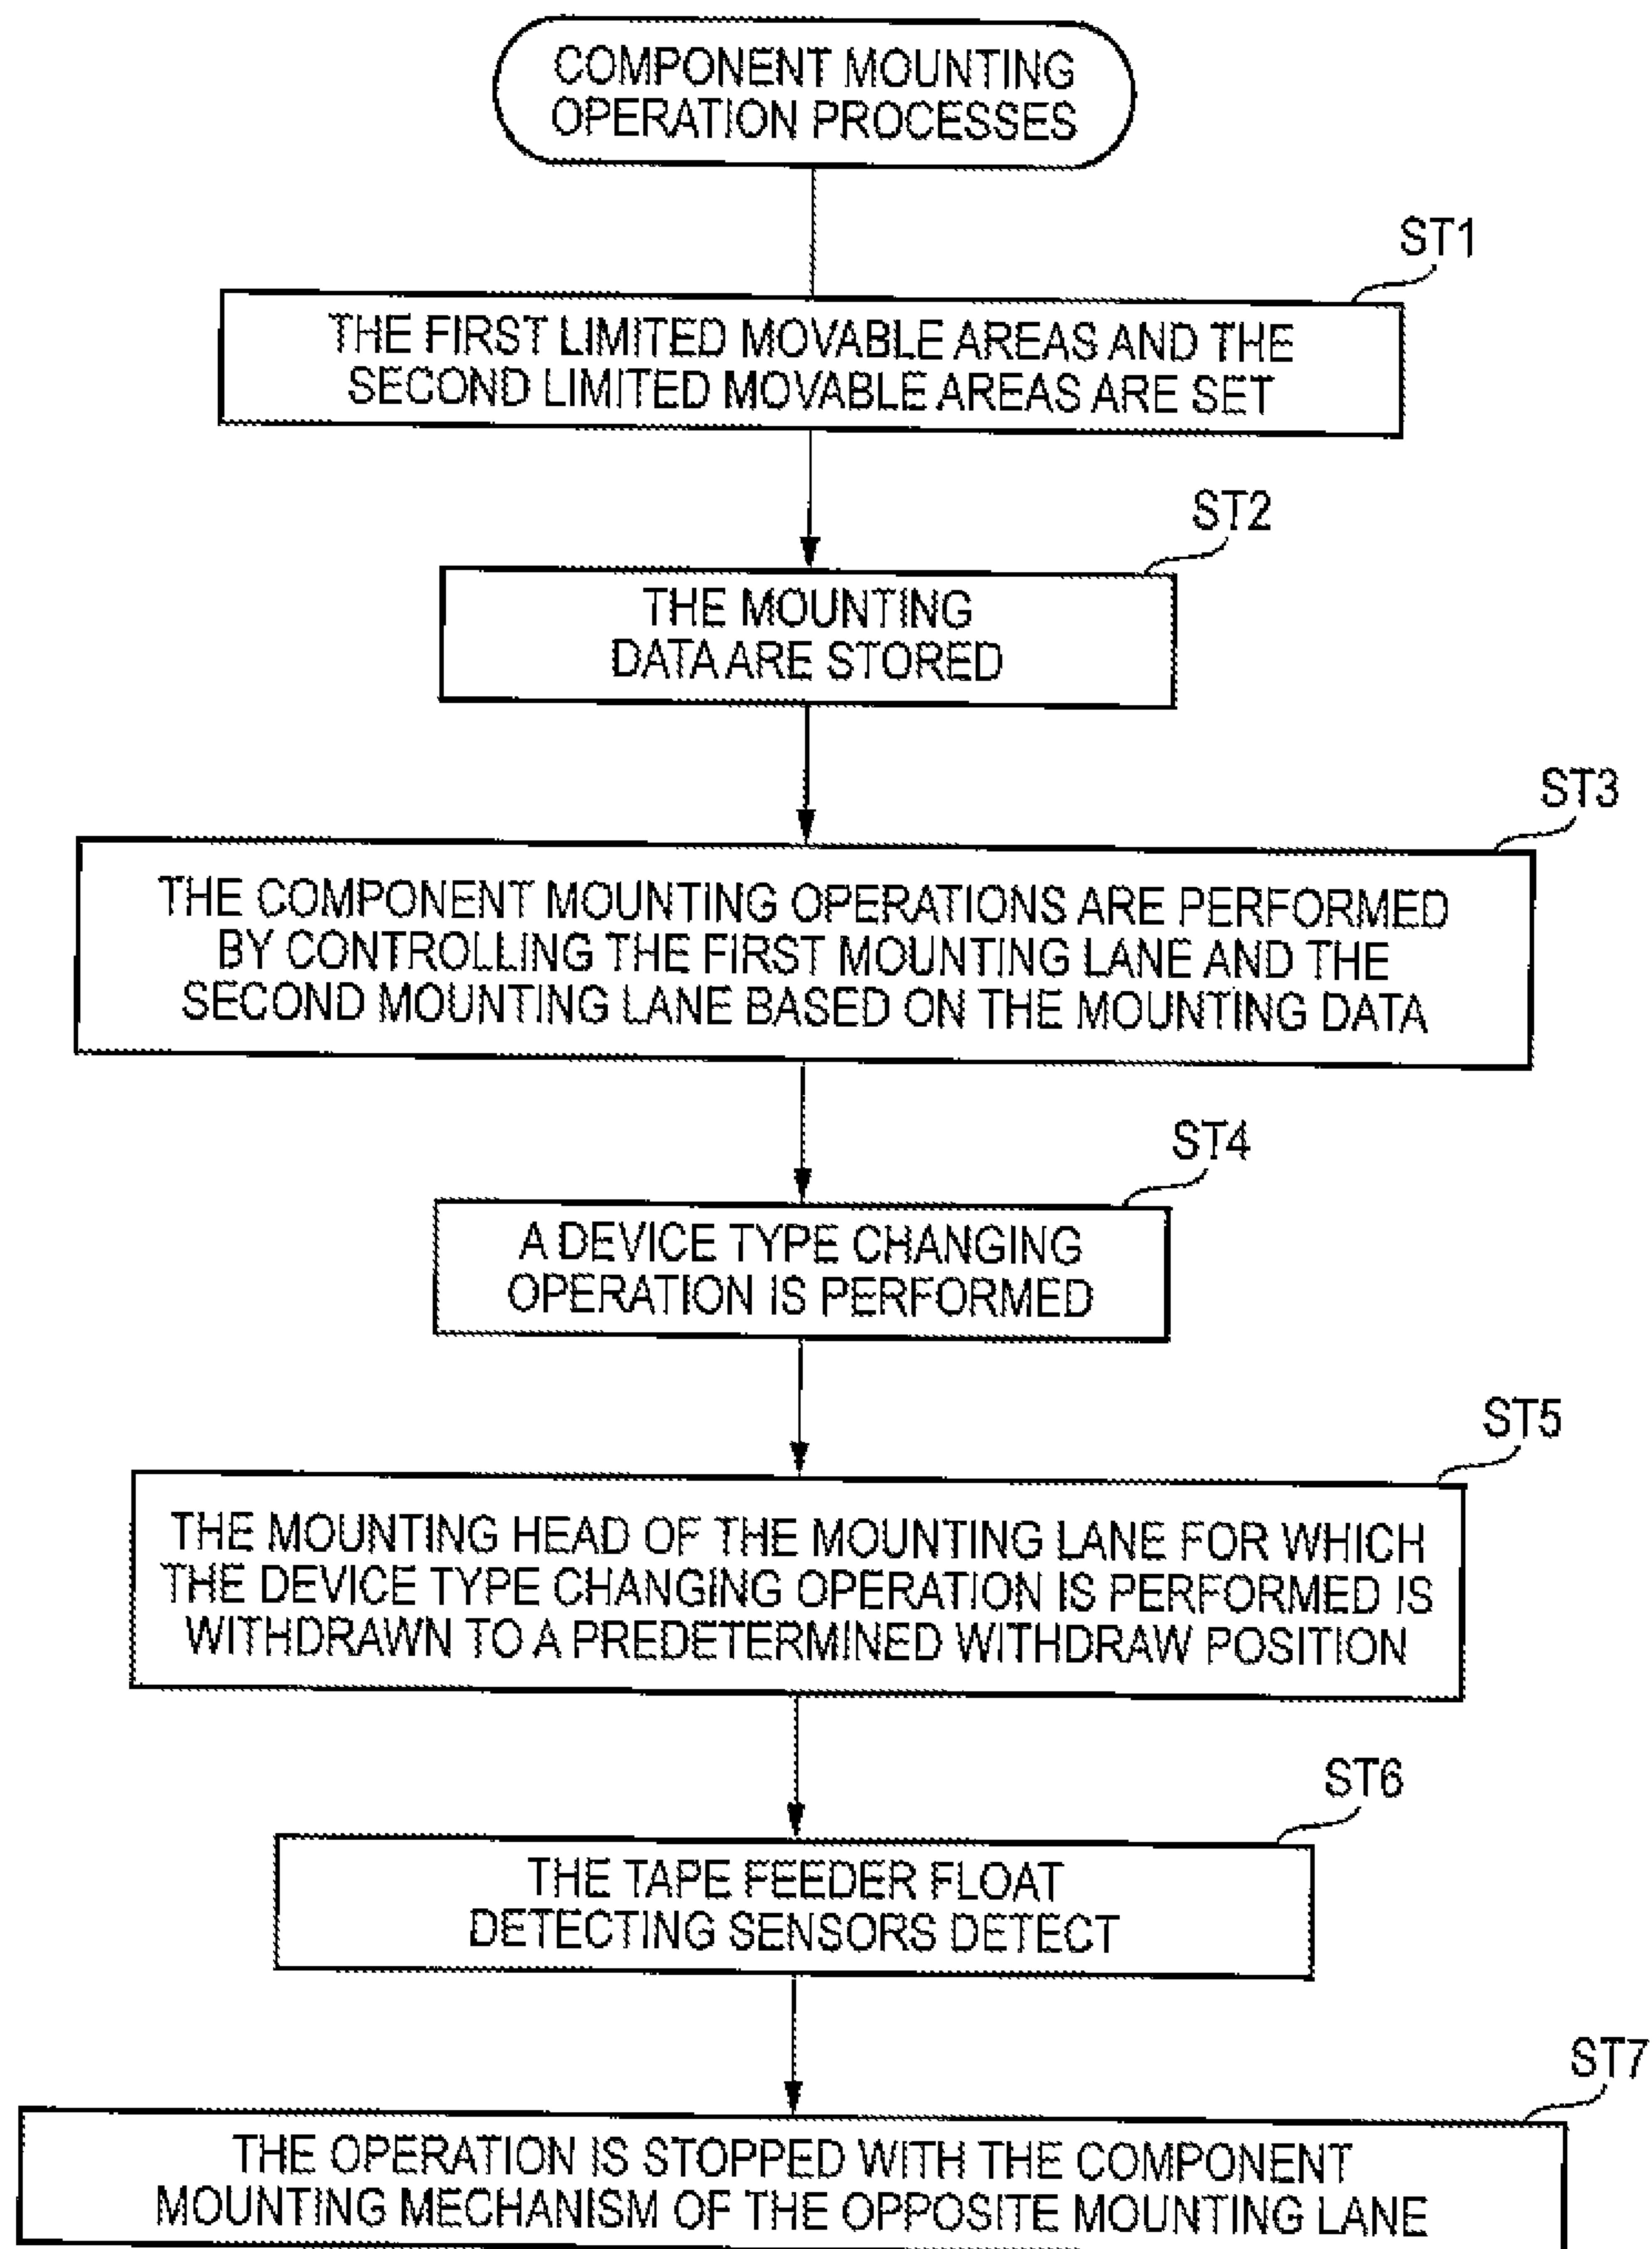 COMPONENT MOUNTING
OPERATION PROCESSES
ST1
THE FIRST LIMITED MOVABLE AREAS AND THE
SECOND LIMITED MOVABLE AREAS ARE SET
ST2
THE MOUNTING
DATA ARE STORED
ST3
THE COMPONENT MOUNTING OPERATIONS ARE PERFORMED
BY CONTROLLING THE FIRST MOUNTING LANE AND THE
SECOND MOUNTING LANE BASED ON THE MOUNTING DATA
ST4
A DEVICE TYPE CHANGING
OPERATION IS PERFORMED
ST5
THE MOUNTING HEAD OF THE MOUNTING LANE FOR WHICH
THE DEVICE TYPE CHANGING OPERATION IS PERFORMED IS
WITHDRAWN TO A PREDETERMINED WITHDRAW POSITION
ST6
THE TAPE FEEDER FLOAT
DETECTING SENSORS DETECT
ST7
THE OPERATION IS STOPPED WITH THE COMPONENT
MOUNTING MECHANISM OF THE OPPOSITE MOUNTING LANE